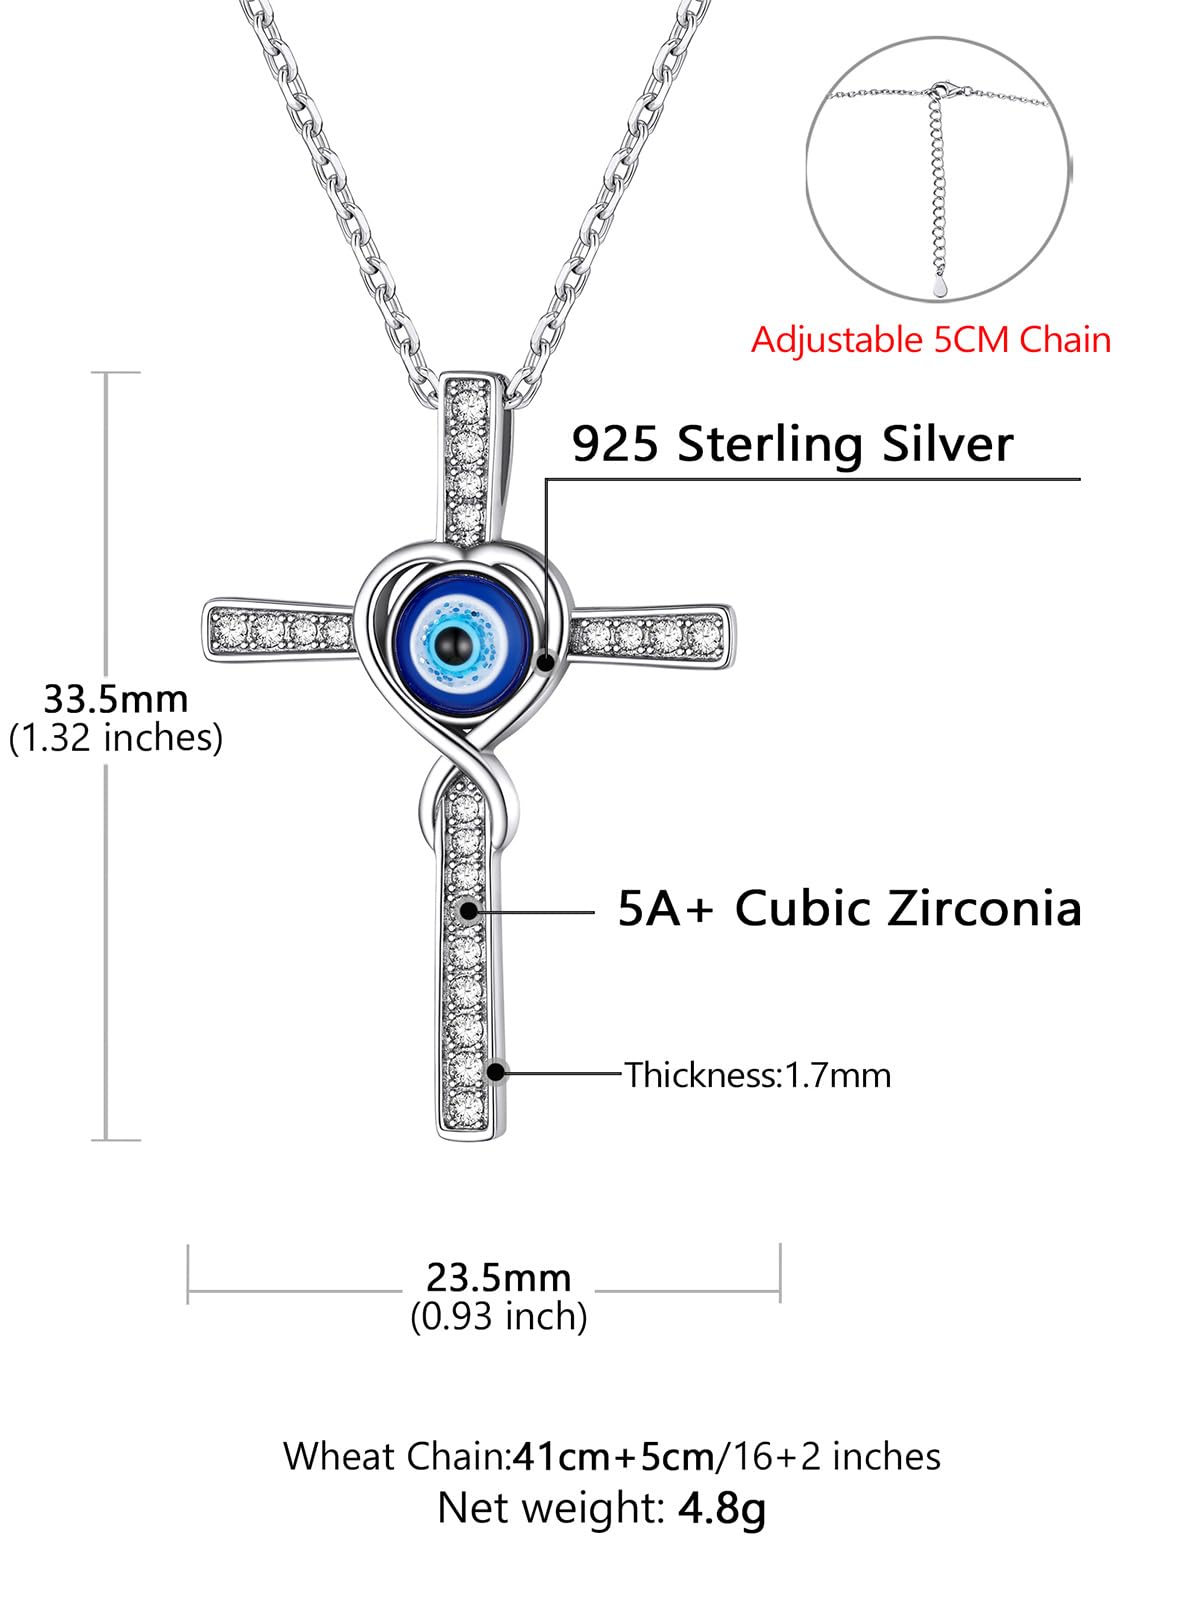 Adjustable 5CM Chain
925 Sterling Silver
33.5mm
(1.32 inches)
5A+ Cubic Zirconia
Thickness:1.7mm
23.5mm
(0.93 inch)
Wheat Chain:41cm+5cm/16+2 inches
Net weight: 4.8g